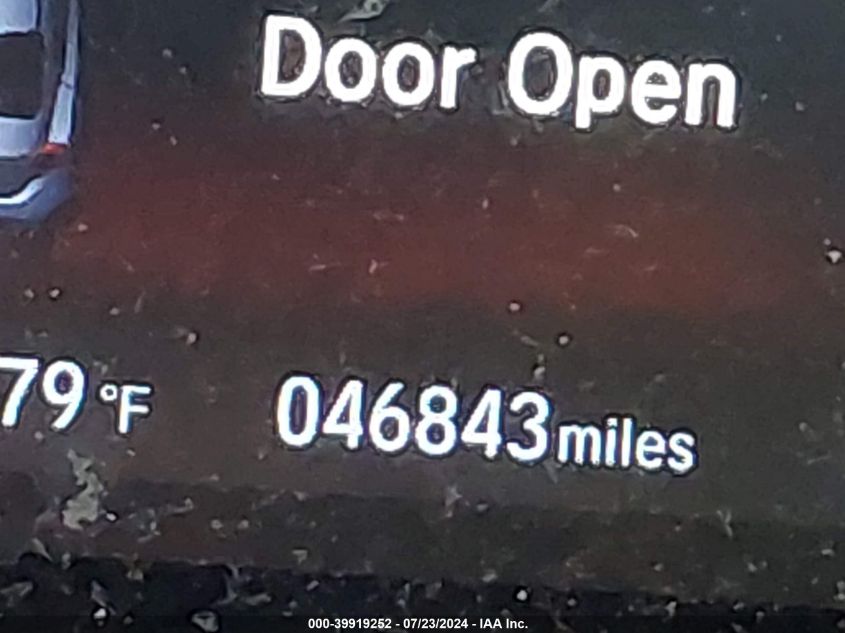 Door Open
79 °F 046843 miles
000-39919252 - 07/23/2024 - IAA Inc.